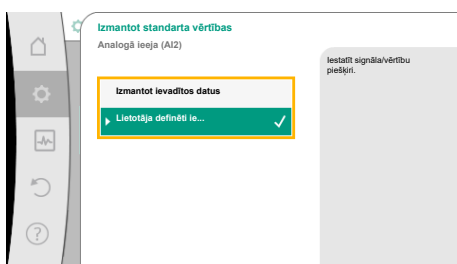 Izmantot standarta vērtības
Analogā ieeja (AI2)
Izmantot ievadītos datus
Lietotāja definēti ie...
Iestatīt signāla/vērtību
piešķiri.